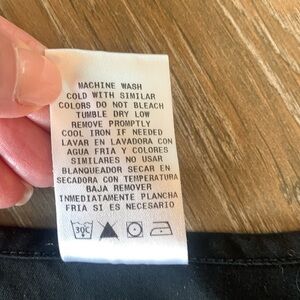 MACHINE WASH
COLD WITH SIMILAR
COLORS DO NOT BLEACH
TUMBLE DRY LOW
REMOVE PROMPTLY
COOL IRON IF NEEDED
LAVAR EN LAVADORA CON
AGUA FRIA Y COLORES
SIMILARES NO USAR
BLANQUEADOR SECAR EN
SECADORA CON TEMPERATURA
BAJA REMOVER
INMEDIATAMENTE PLANCHA
FRIA SI ES NECESARIO
30C